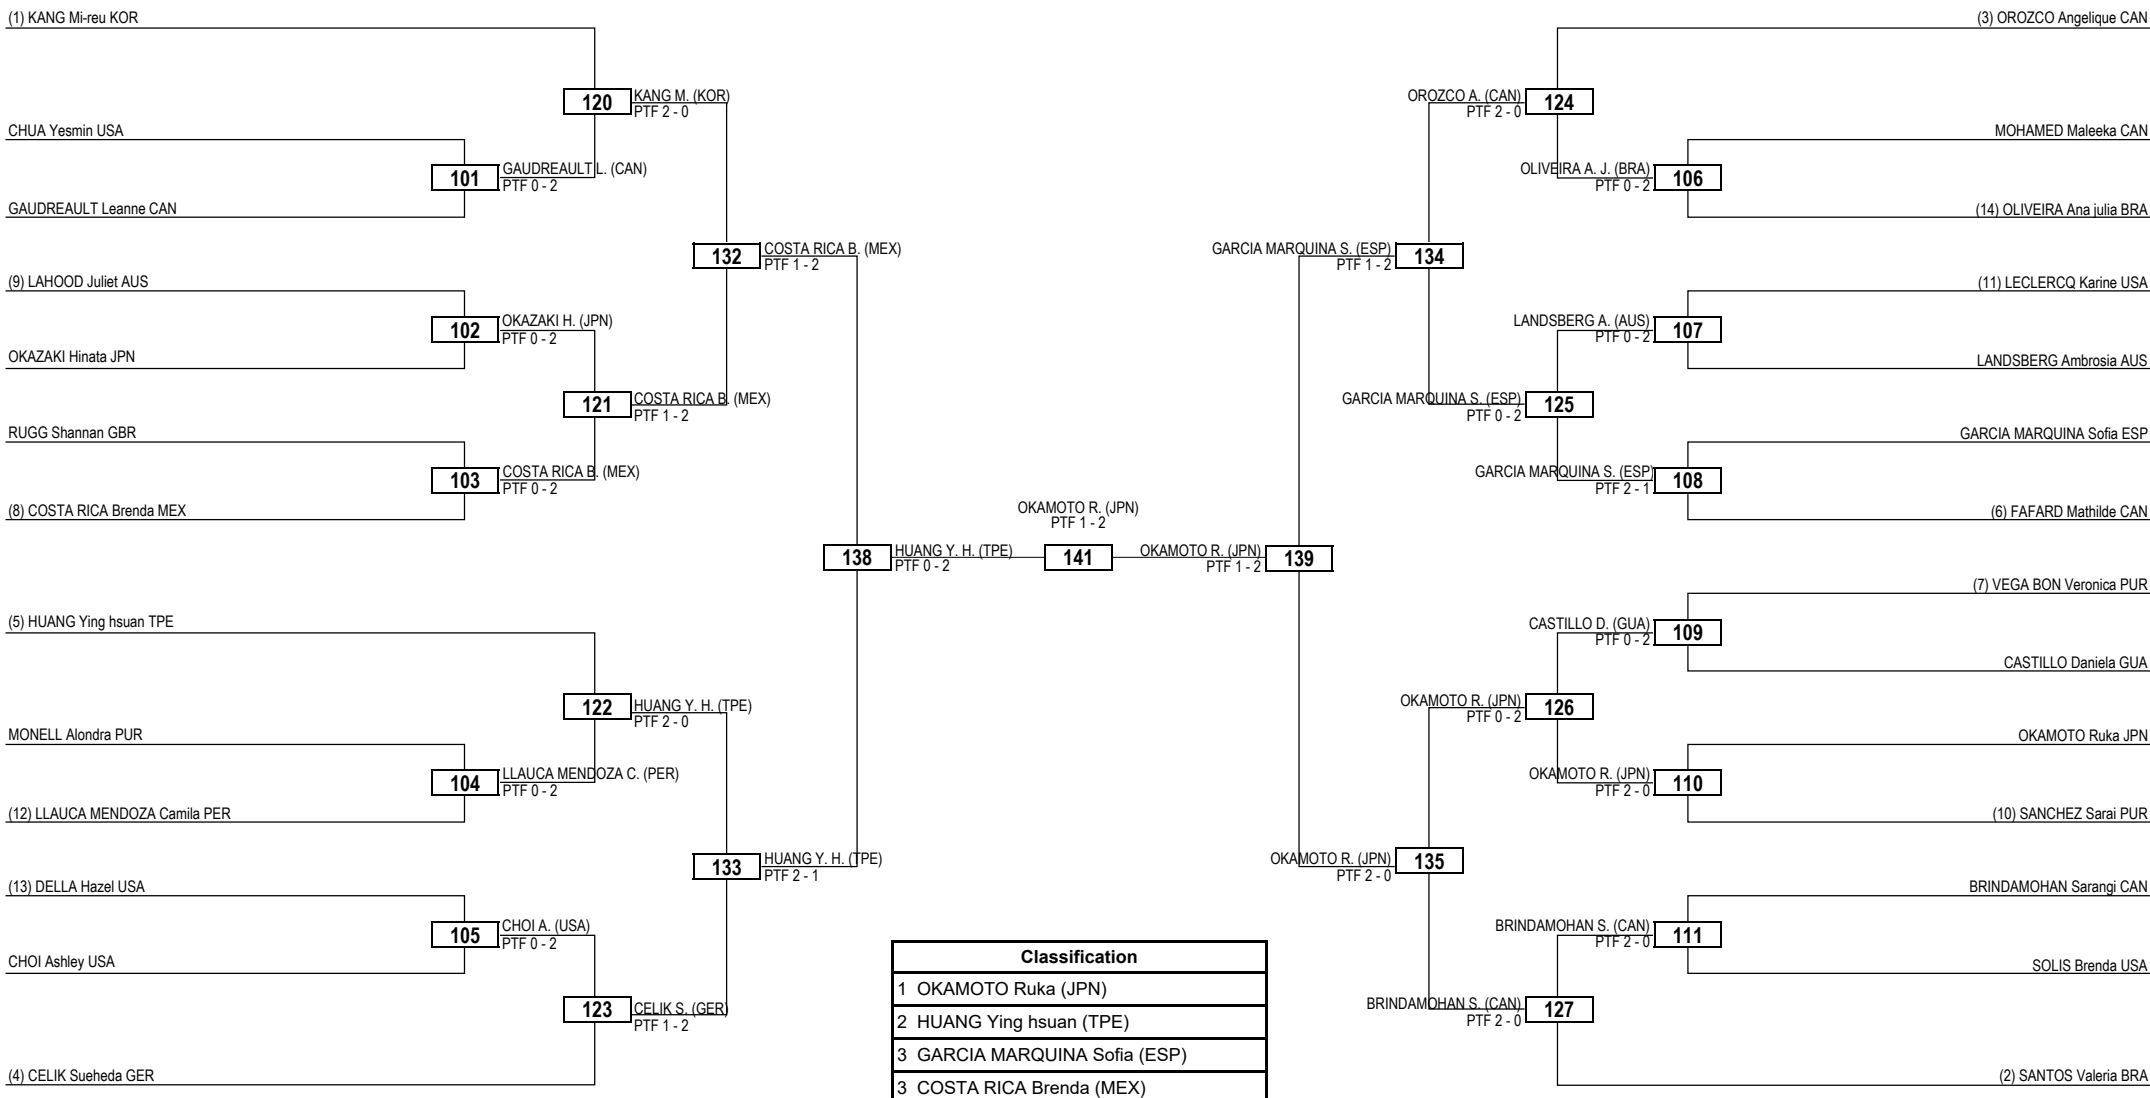 (1) KANG Mi-reu KOR
(3) OROZCO Angelique CAN
120
KANG M. (KOR)
PTF 2 - 0
OROZCO A. (CAN)
PTF 2 - 0
124
CHUA Yesmin USA
MOHAMED Maleeka CAN
101
GAUDREAULT L. (CAN)
PTF 0 - 2
OLIVEIRA A. J. (BRA)
PTF 0 - 2
106
GAUDREAULT Leanne CAN
(14) OLIVEIRA Ana julia BRA
132
COSTA RICA B. (MEX)
PTF 1 - 2
GARCIA MARQUINA S. (ESP)
PTF 1 - 2
134
(9) LAHOOD Juliet AUS
(11) LECLERCQ Karine USA
102
OKAZAKI H. (JPN)
PTF 0 - 2
LANDSBERG A. (AUS)
PTF 0 - 2
107
OKAZAKI Hinata JPN
LANDSBERG Ambrosia AUS
121
COSTA RICA B. (MEX)
PTF 1 - 2
GARCIA MARQUINA S. (ESP)
PTF 0 - 2
125
RUGG Shannan GBR
GARCIA MARQUINA Sofia ESP
103
COSTA RICA B. (MEX)
PTF 0 - 2
GARCIA MARQUINA S. (ESP)
PTF 2 - 1
108
(8) COSTA RICA Brenda MEX
(6) FAFARD Mathilde CAN
OKAMOTO R. (JPN)
PTF 1 - 2
138
HUANG Y. H. (TPE)
PTF 0 - 2
141
OKAMOTO R. (JPN)
PTF 1 - 2
139
(7) VEGA BON Veronica PUR
(5) HUANG Ying hsuan TPE
CASTILLO D. (GUA)
PTF 0 - 2
109
CASTILLO Daniela GUA
122
HUANG Y. H. (TPE)
PTF 2 - 0
OKAMOTO R. (JPN)
PTF 0 - 2
126
MONELL Alondra PUR
OKAMOTO Ruka JPN
104
LLAUCA MENDOZA C. (PER)
PTF 0 - 2
OKAMOTO R. (JPN)
PTF 2 - 0
110
(12) LLAUCA MENDOZA Camila PER
(10) SANCHEZ Sarai PUR
133
HUANG Y. H. (TPE)
PTF 2 - 1
OKAMOTO R. (JPN)
PTF 2 - 0
135
(13) DELLA Hazel USA
BRINDAMOHAN Sarangi CAN
105
CHOI A. (USA)
PTF 0 - 2
BRINDAMOHAN S. (CAN)
PTF 2 - 0
111
CHOI Ashley USA
SOLIS Brenda USA
123
CELIK S. (GER)
PTF 1 - 2
BRINDAMOHAN S. (CAN)
PTF 2 - 0
127
(4) CELIK Sueheda GER
(2) SANTOS Valeria BRA
Classification
1 OKAMOTO Ruka (JPN)
2 HUANG Ying hsuan (TPE)
3 GARCIA MARQUINA Sofia (ESP)
3 COSTA RICA Brenda (MEX)